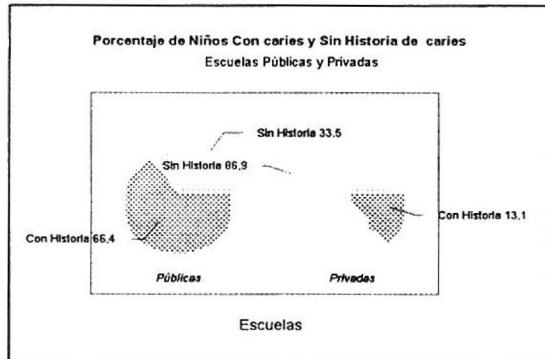 Porcentaje de Niños Con caries y Sin Historia de caries
Escuelas Públicas y Privadas
Sin Historia 33.5
Sin Historia 86,9
Con Historia 13,1
Con Historia 66,4
Públicas
Privadas
Escuelas